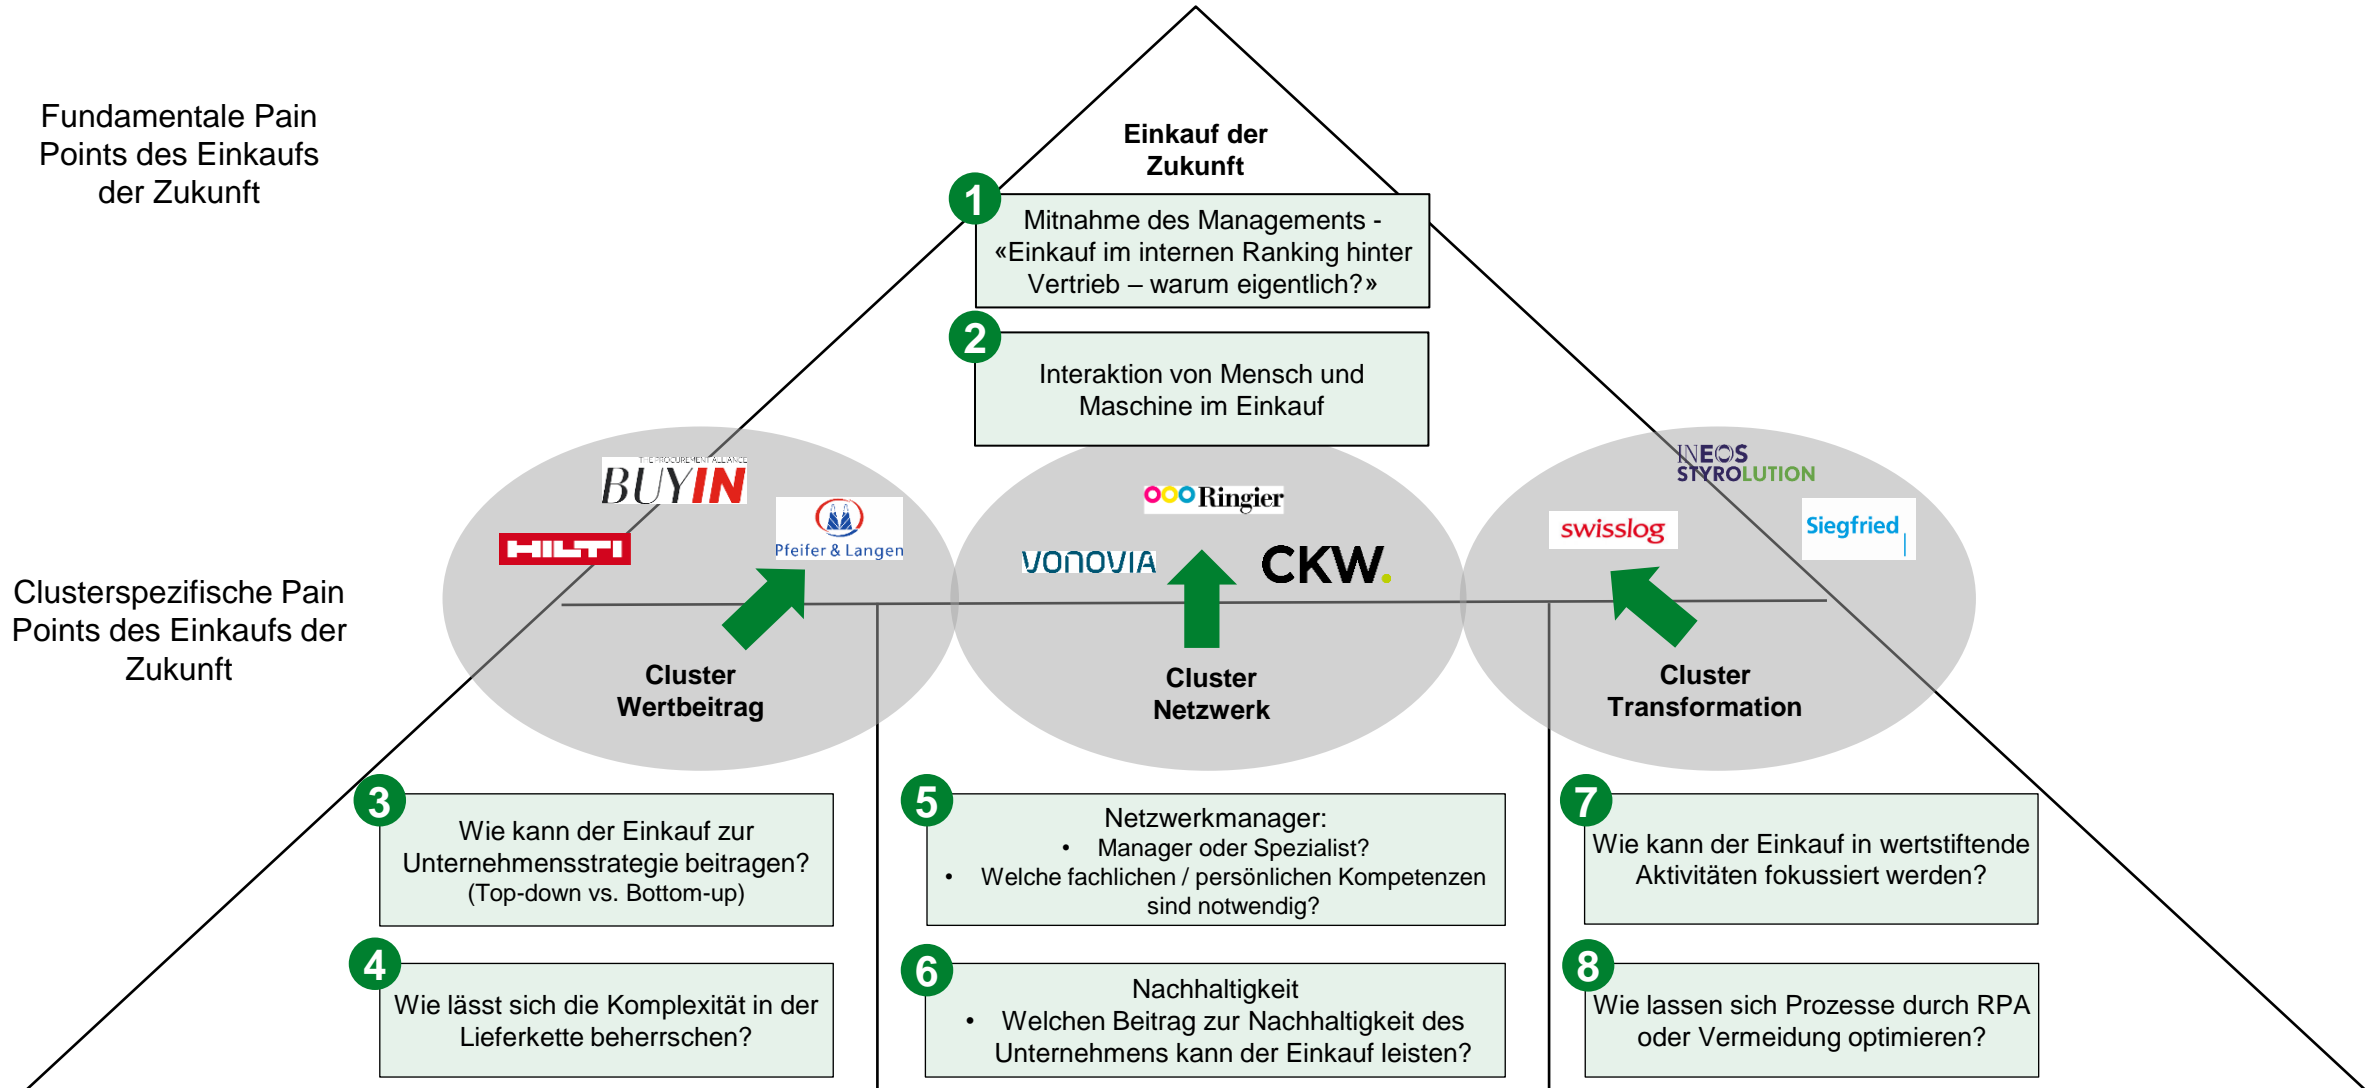 Fundamentale Pain
Points des Einkaufs
der Zukunft
Einkauf der
Zukunft
1
Mitnahme des Managements -
«Einkauf im internen Ranking hinter
Vertrieb – warum eigentlich?»
2
Interaktion von Mensch und
Maschine im Einkauf
Clusterspezifische Pain
Points des Einkaufs der
Zukunft
THE PROCUREMENT ALLIANCE
BUYIN
HILTI
Pfeifer & Langen
Cluster
Wertbeitrag
Ringier
VONOVIA
CKW.
Cluster
Netzwerk
INEOS
STYROLUTION
swisslog
Siegfried
Cluster
Transformation
3
Wie kann der Einkauf zur
Unternehmensstrategie beitragen?
(Top-down vs. Bottom-up)
4
Wie lässt sich die Komplexität in der
Lieferkette beherrschen?
5
Netzwerkmanager:
• Manager oder Spezialist?
• Welche fachlichen / persönlichen Kompetenzen
sind notwendig?
6
Nachhaltigkeit
• Welchen Beitrag zur Nachhaltigkeit des
Unternehmens kann der Einkauf leisten?
7
Wie kann der Einkauf in wertstiftende
Aktivitäten fokussiert werden?
8
Wie lassen sich Prozesse durch RPA
oder Vermeidung optimieren?